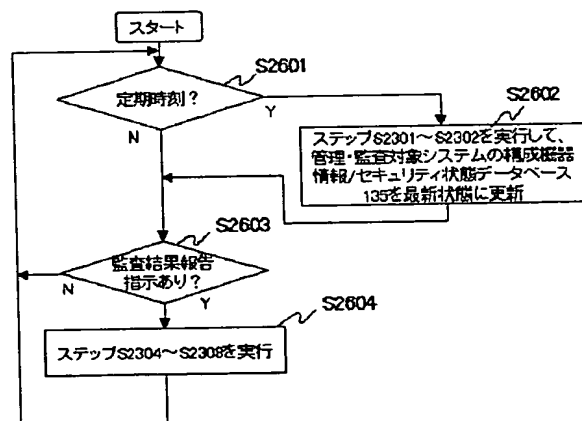 スタート
S2601
定期時刻？
N
Y
S2602
ステップS2301～S2302を実行して、
管理・監査対象システムの構成機器
情報/セキュリティ状態データベース
135を最新状態に更新
S2603
監査結果報告
指示あり？
N
Y
S2604
ステップS2304～S2308を実行